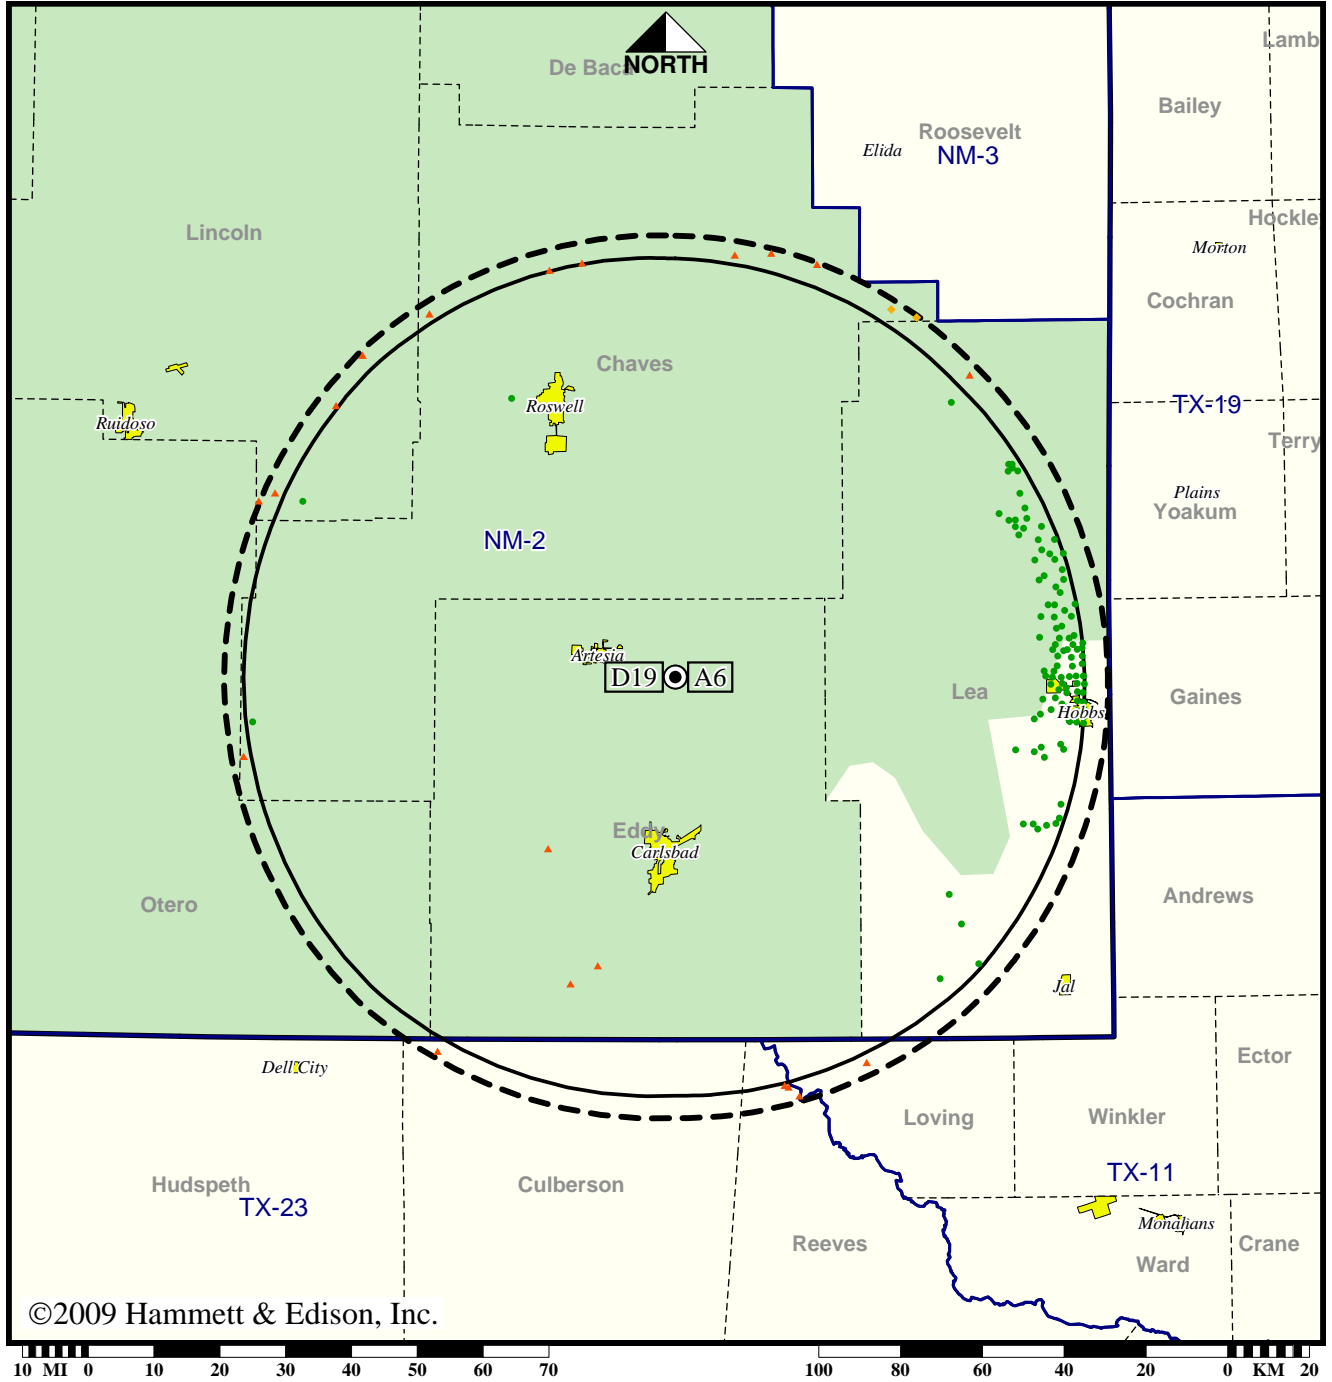 De Baca
NORTH
Lamb
Bailey
Roosevelt
Elida
NM-3
Lincoln
Hockley
Morton
Cochran
Chaves
TX-19
Ruidoso
Roswell
Terry
Plains
Yoakum
NM-2
Artesia
D19
A6
Lea
Gaines
Hobbs
Eddy
Carlsbad
Otero
Andrews
Jal
Dell City
Ector
Loving
Winkler
Hudspeth
Culberson
TX-11
TX-23
Monahans
Reeves
Crane
Ward
©2009 Hammett & Edison, Inc.
10 MI 0 10 20 30 40 50 60 70
100 80 60 40 20 0 KM 20